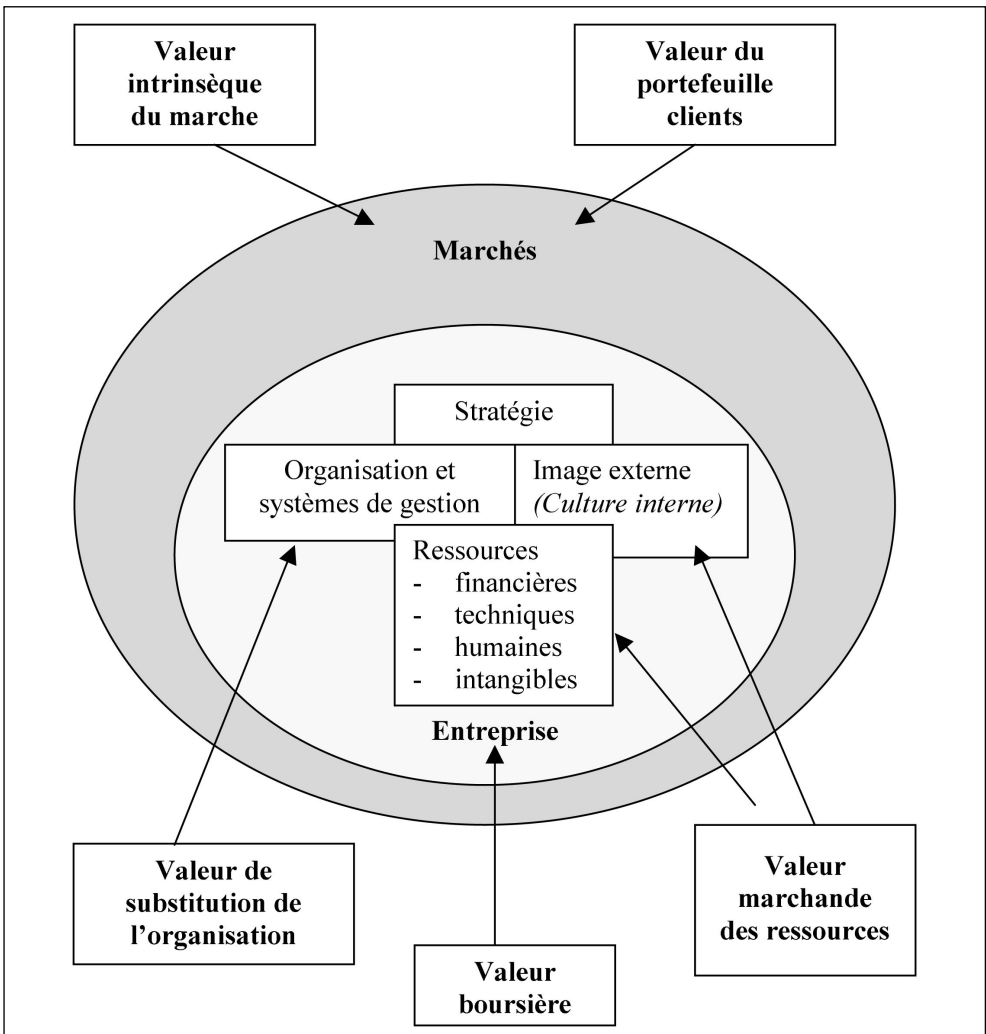 Valeur
intrinsèque
du marche
Valeur du
portefeuille
clients
Marchés
Stratégie
Organisation et
systèmes de gestion
Image externe
(Culture interne)
Ressources
- financières
- techniques
- humaines
- intangibles
Entreprise
Valeur de
substitution de
l’organisation
Valeur
boursière
Valeur
marchande
des ressources